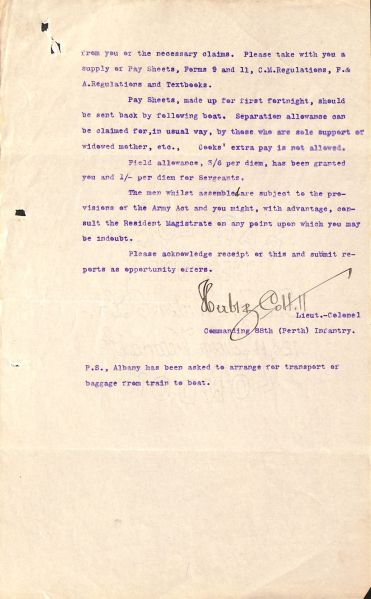 from you of the necessary claims. Please take with you a
supply of Pay Sheets, Forms 9 and 11, C.M.Regulations, F.&
A.Regulations and Textbooks.
Pay Sheets, made up for first fortnight, should
be sent back by following boat. Separation allowance can
be claimed for,in usual way, by those who are sole support of
widowed mother, etc., Cooks' extra pay is not allowed.
Field allowance, 3/6 per diem, has been granted
you and 1/- per diem for Sergeants.
The men whilst assembled/are subject to the pro-
visions of the Army Act and you might, with advantage, con-
sult the Resident Magistrate on any point upon which you may
be indoubt.
Please acknowledge receipt of this and submit re-
ports as opportunity offers.
Lieut.-Colonel
Commanding 88th (Perth) Infantry.
P.S., Albany has been asked to arrange for transport of
baggage from train to boat.